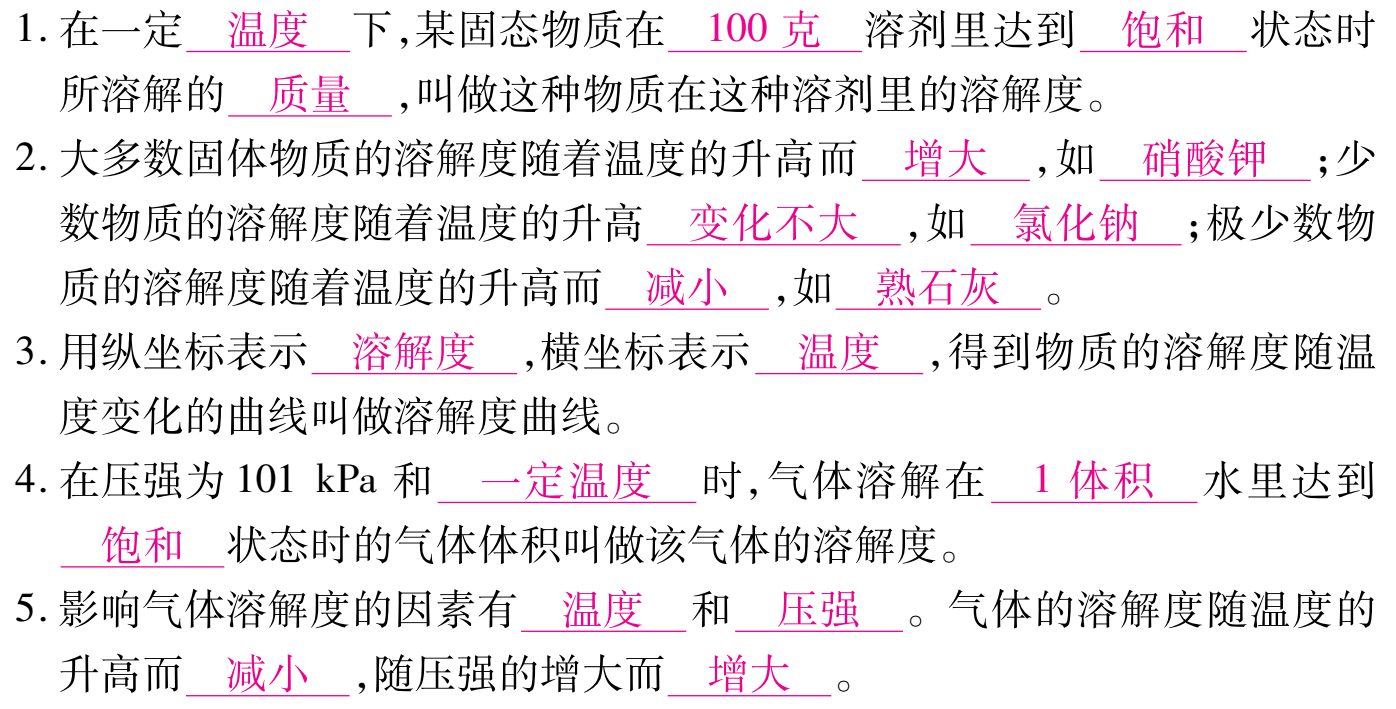 1. 在一定 温度 下,某固态物质在 100 克 溶剂里达到 饱和 状态时
所溶解的 质量 ,叫做这种物质在这种溶剂里的溶解度。
2. 大多数固体物质的溶解度随着温度的升高而 增大 ,如 硝酸钾 ;少
数物质的溶解度随着温度的升高 变化不大 ,如 氯化钠 ;极少数物
质的溶解度随着温度的升高而 减小 ,如 熟石灰 。
3. 用纵坐标表示 溶解度 ,横坐标表示 温度 ,得到物质的溶解度随温
度变化的曲线叫做溶解度曲线。
4. 在压强为 101 kPa 和 一定温度 时,气体溶解在 1 体积 水里达到
饱和 状态时的气体体积叫做该气体的溶解度。
5. 影响气体溶解度的因素有 温度 和 压强 。气体的溶解度随温度的
升高而 减小 ,随压强的增大而 增大 。